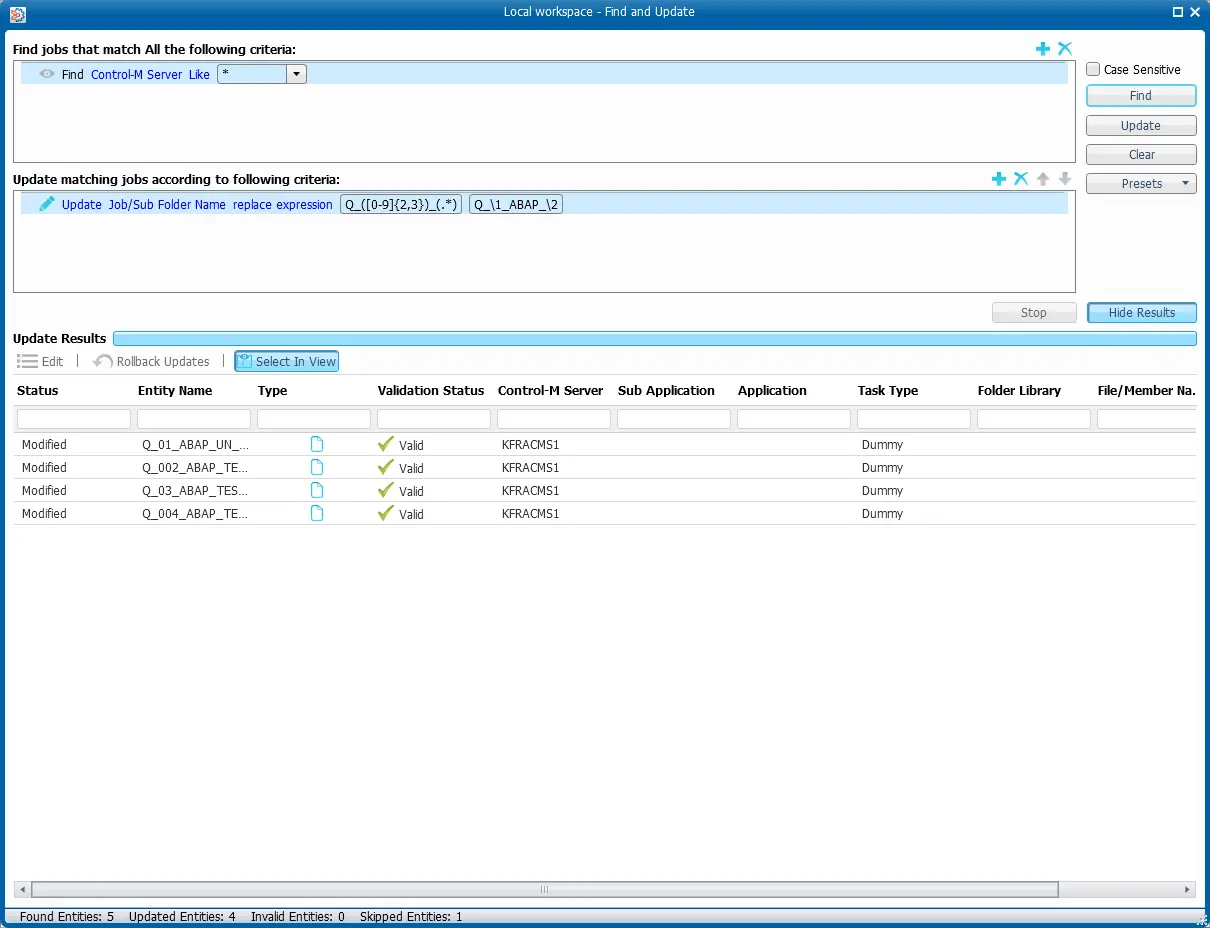 Local workspace - Find and Update
Find jobs that match All the following criteria:
Find Control-M Server Like *
Case Sensitive
Find
Update
Clear
Presets
Update matching jobs according to following criteria:
Update Job/Sub Folder Name replace expression Q_([0-9]{2,3})_(.*) Q_\1_ABAP_\2
Stop Hide Results
Update Results
Edit Rollback Updates Select In View
Status Entity Name Type Validation Status Control-M Server Sub Application Application Task Type Folder Library File/Member Na.
Modified Q_01_ABAP_UN_... Valid KFRACMS1 Dummy
Modified Q_002_ABAP_TE... Valid KFRACMS1 Dummy
Modified Q_03_ABAP_TES... Valid KFRACMS1 Dummy
Modified Q_004_ABAP_TE... Valid KFRACMS1 Dummy
Found Entities: 5 Updated Entities: 4 Invalid Entities: 0 Skipped Entities: 1